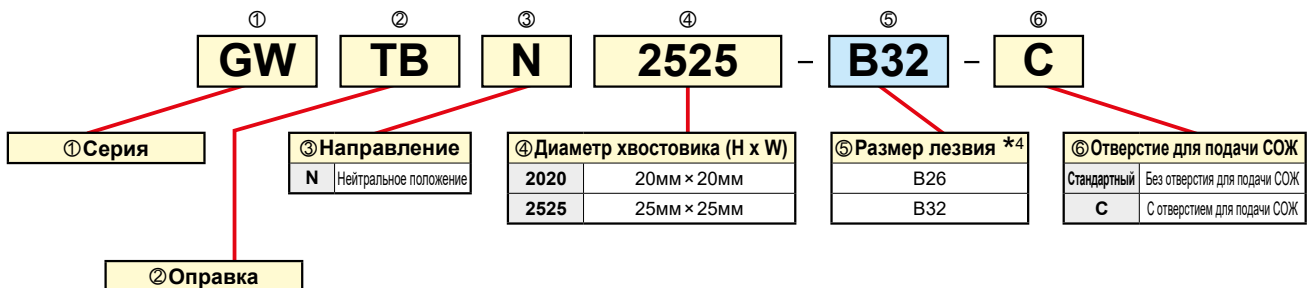 ① ② ③ ④ ⑤ ⑥
GW TB N 2525 – B32 – C
①Серия
③Направление
N Нейтральное положение
④Диаметр хвостовика (H x W)
2020 20мм × 20мм
2525 25мм × 25мм
⑤Размер лезвия *4
B26
B32
⑥Отверстие для подачи СОЖ
Стандартный Без отверстия для подачи СОЖ
C С отверстием для подачи СОЖ
②Оправка